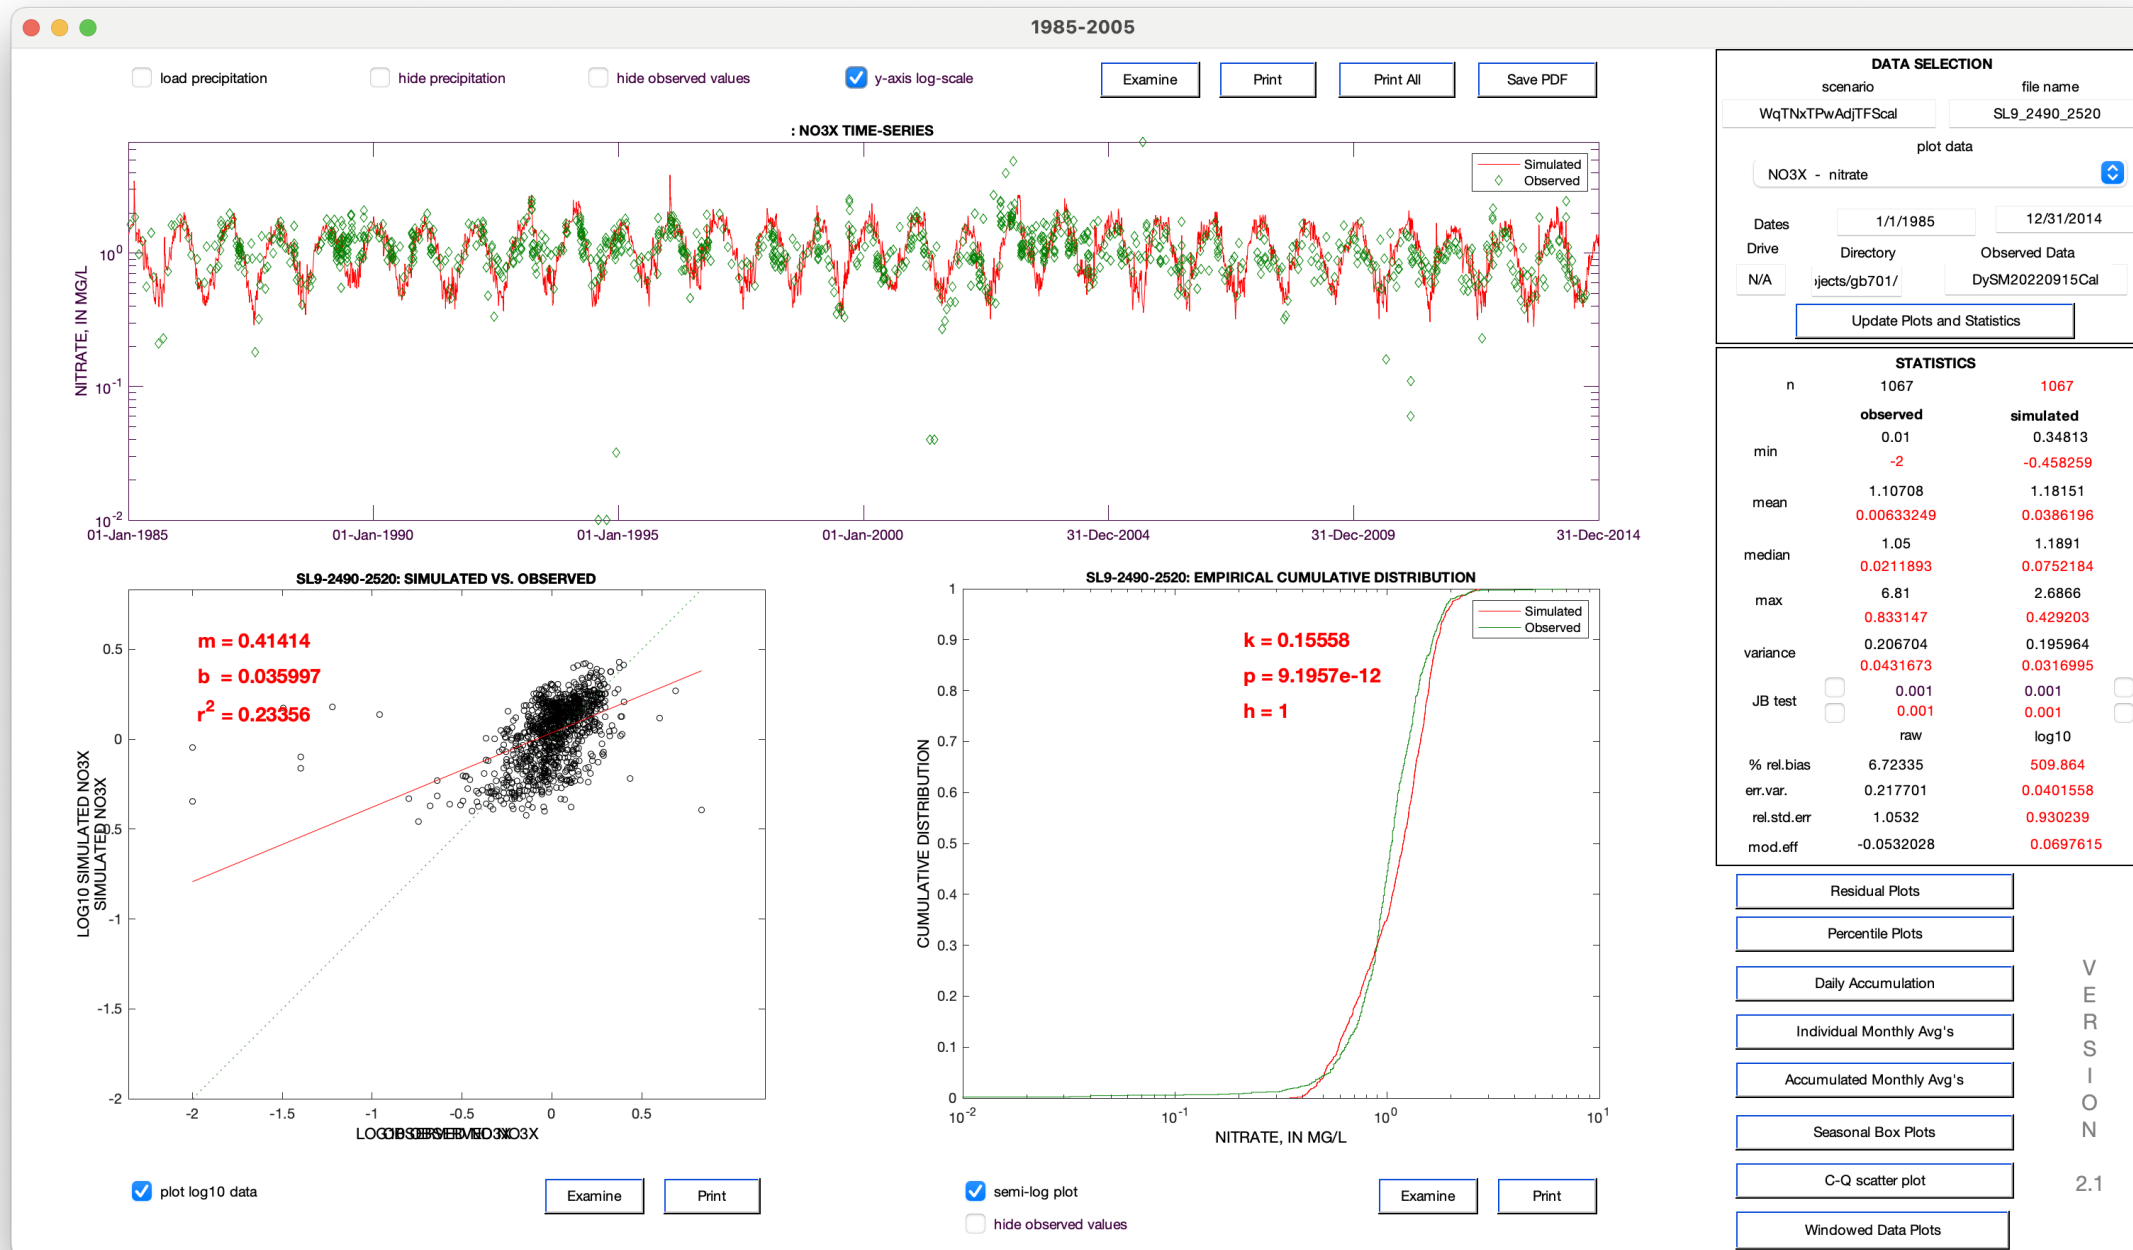 1985-2005
load precipitation
hide precipitation
hide observed values
y-axis log-scale
Examine
Print
Print All
Save PDF
: NO3X TIME-SERIES
Simulated
Observed
NITRATE, IN MG/L
10^0
10^-1
10^-2
01-Jan-1985
01-Jan-1990
01-Jan-1995
01-Jan-2000
31-Dec-2004
31-Dec-2009
31-Dec-2014
SL9-2490-2520: SIMULATED VS. OBSERVED
m = 0.41414
b = 0.035997
r^2 = 0.23356
LOG10 SIMULATED NO3X
SIMULATED NO3X
0.5
0
-0.5
-1
-1.5
-2
-2
-1.5
-1
-0.5
0
0.5
LOG10 OBSERVED NO3X
OBSERVED NO3X
plot log10 data
Examine
Print
SL9-2490-2520: EMPIRICAL CUMULATIVE DISTRIBUTION
Simulated
Observed
k = 0.15558
p = 9.1957e-12
h = 1
CUMULATIVE DISTRIBUTION
1
0.9
0.8
0.7
0.6
0.5
0.4
0.3
0.2
0.1
0
10^-2
10^-1
10^0
10^1
NITRATE, IN MG/L
semi-log plot
hide observed values
Examine
Print
DATA SELECTION
scenario file name
WqTNxTPwAdjTFScal SL9_2490_2520
plot data
NO3X - nitrate
Dates 1/1/1985 12/31/2014
Drive Directory Observed Data
N/A jects/gb701/ DySM20220915Cal
Update Plots and Statistics
STATISTICS
n 1067 1067
observed simulated
min 0.01 0.34813
-2 -0.458259
mean 1.10708 1.18151
0.00633249 0.0386196
median 1.05 1.1891
0.0211893 0.0752184
max 6.81 2.6866
0.833147 0.429203
variance 0.206704 0.195964
0.0431673 0.0316995
JB test 0.001 0.001
0.001 0.001
raw log10
% rel.bias 6.72335 509.864
err.var. 0.217701 0.0401558
rel.std.err 1.0532 0.930239
mod.eff -0.0532028 0.0697615
Residual Plots
Percentile Plots
Daily Accumulation
Individual Monthly Avg's
Accumulated Monthly Avg's
Seasonal Box Plots
C-Q scatter plot
Windowed Data Plots
VERSION
2.1